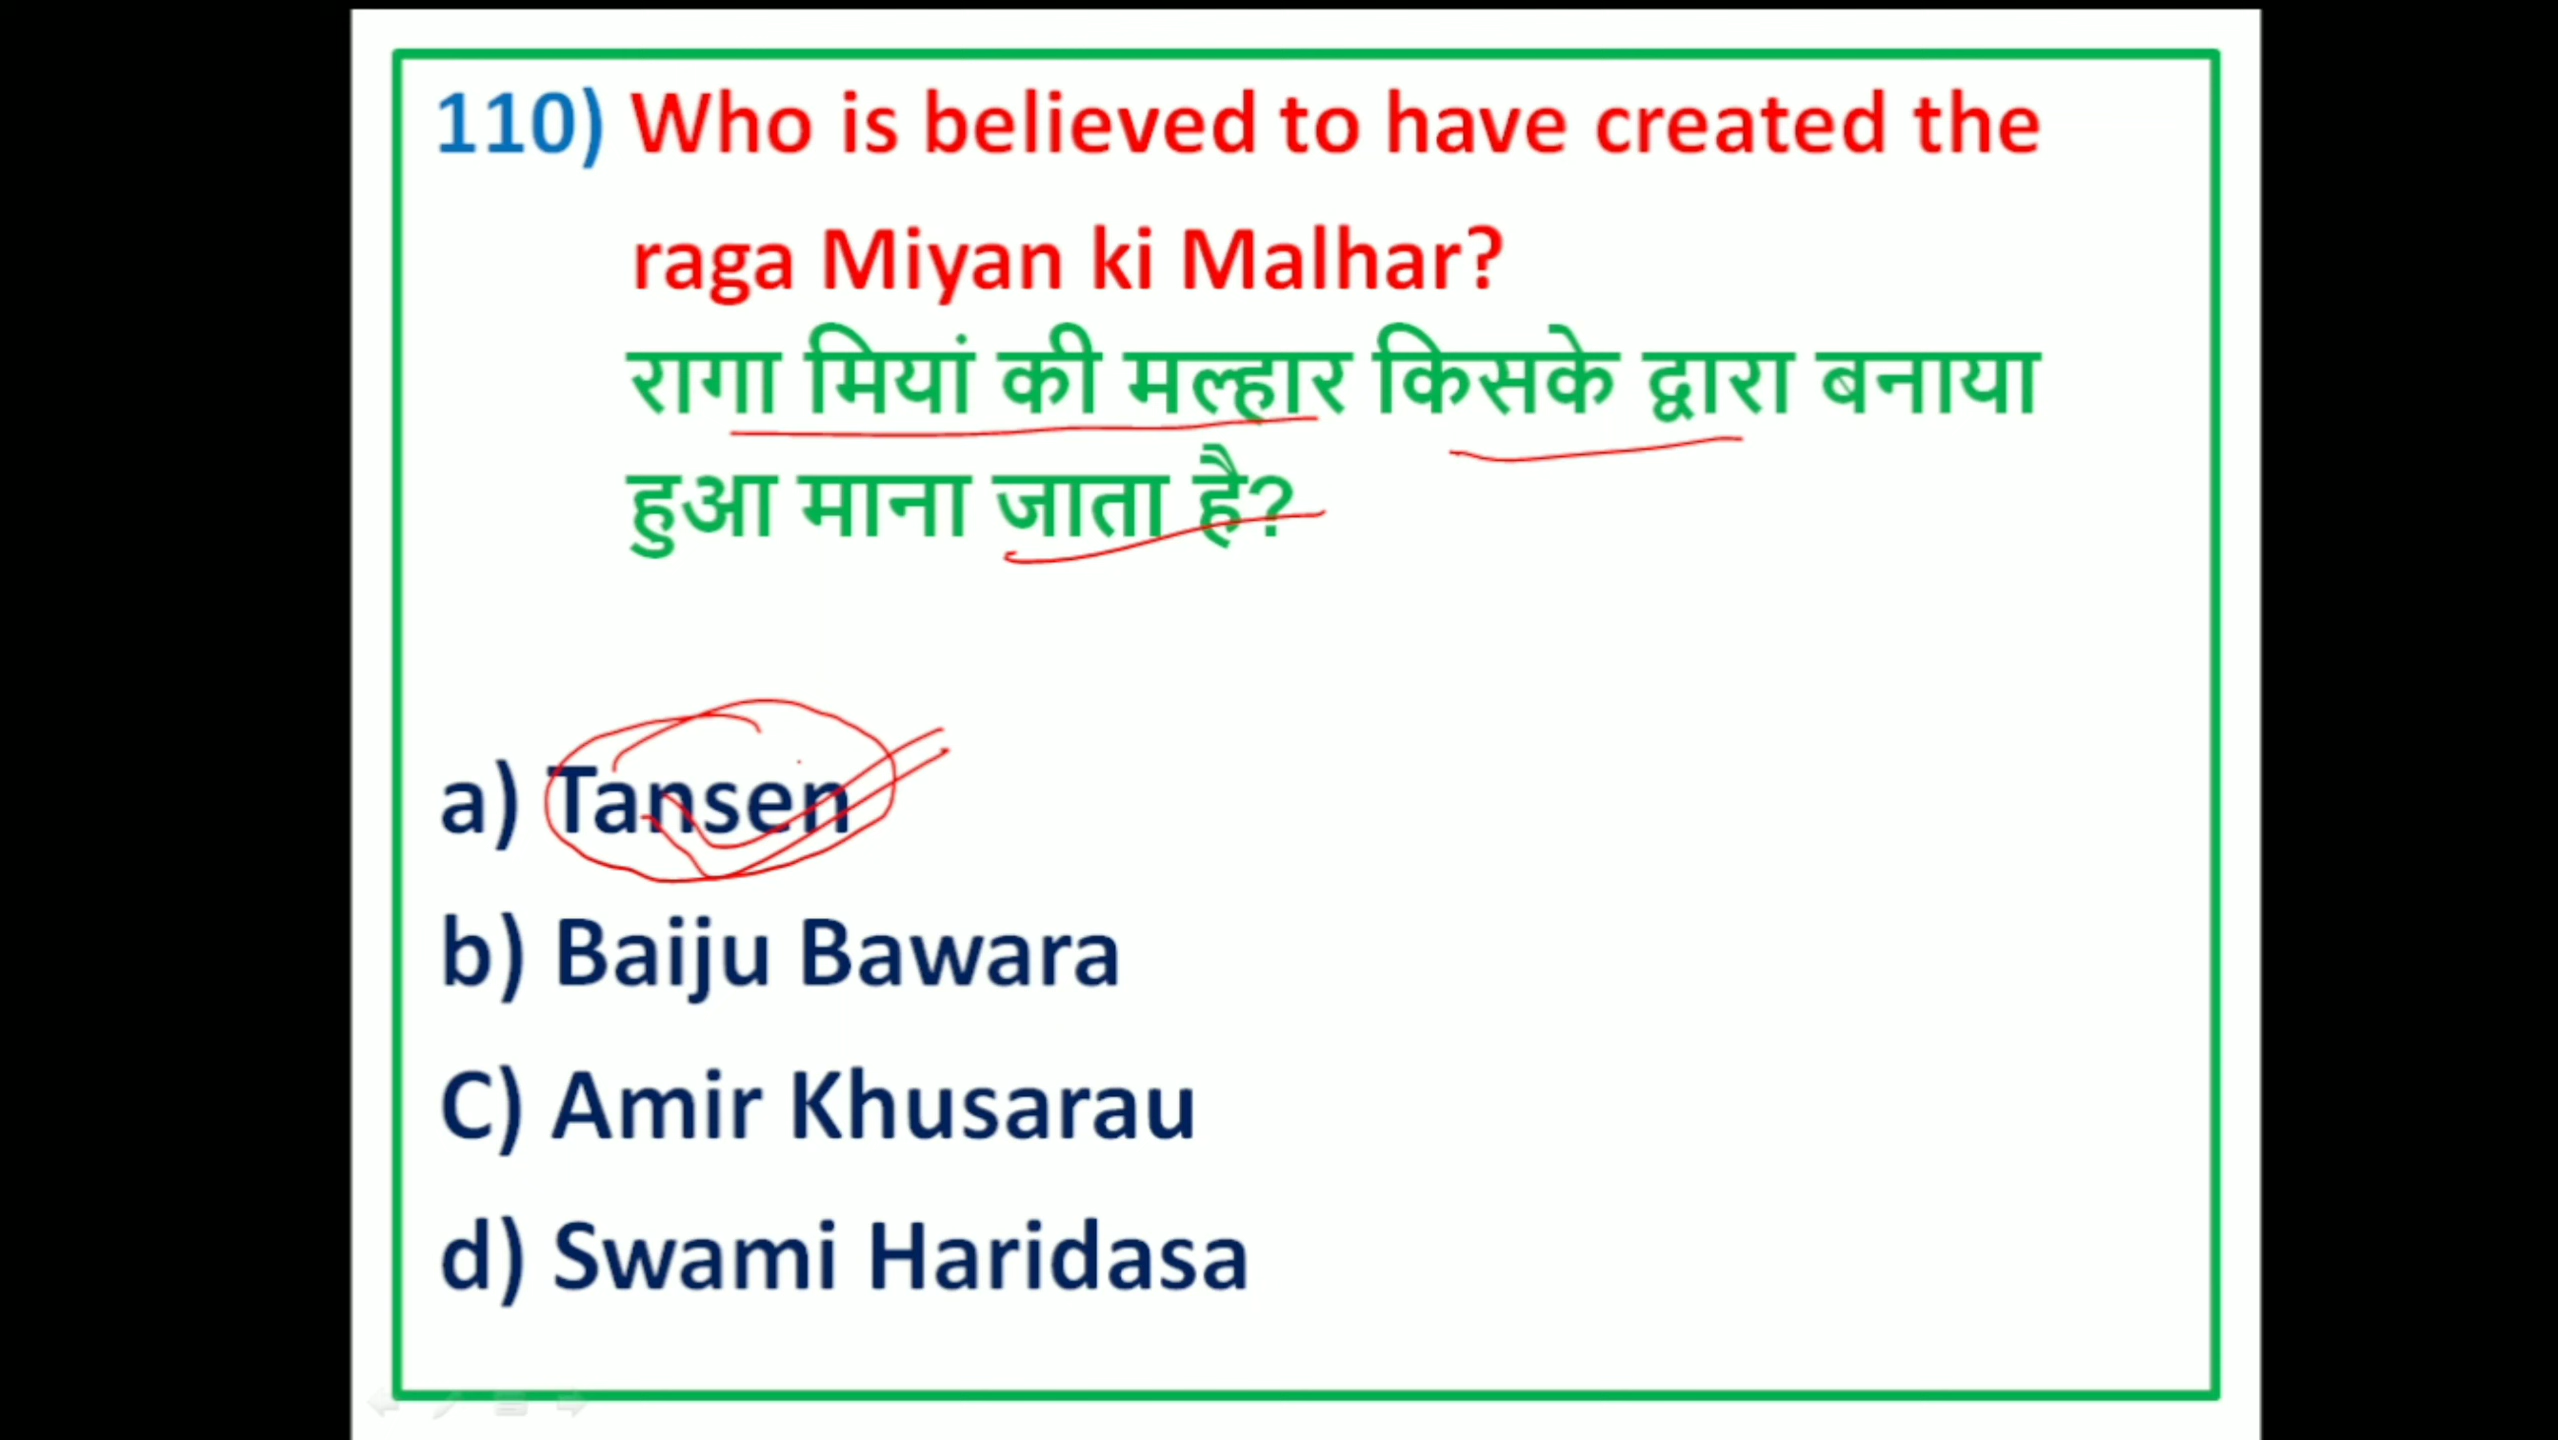 110) Who is believed to have created the
raga Miyan ki Malhar?
रागा मियां की मल्हार किसके द्वारा बनाया
हुआ माना जाता है?
a) Tansen
b) Baiju Bawara
C) Amir Khusarau
d) Swami Haridasa